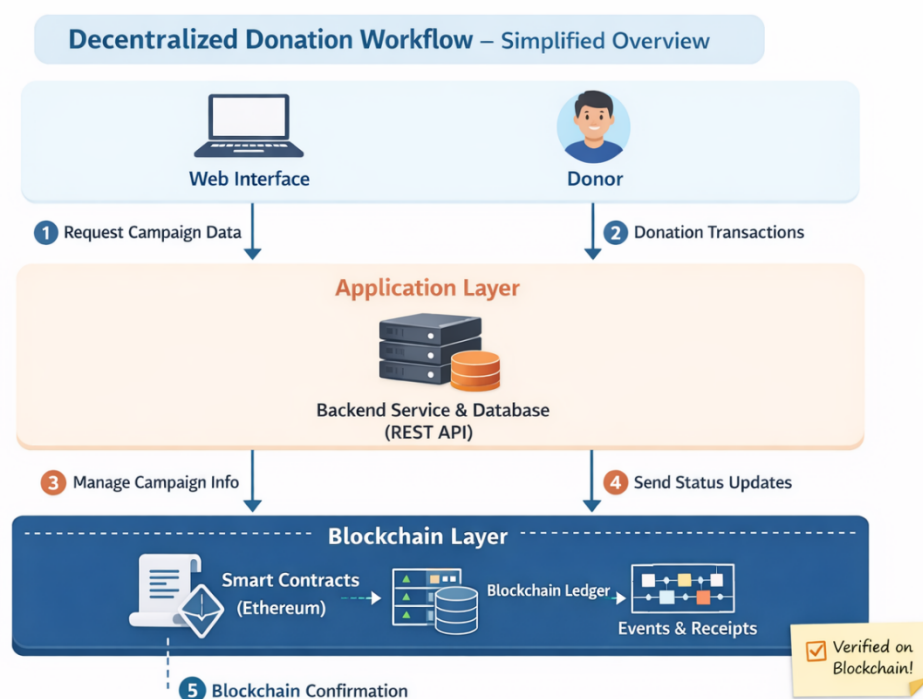 Decentralized Donation Workflow – Simplified Overview
Web Interface
Donor
1 Request Campaign Data
2 Donation Transactions
Application Layer
Backend Service & Database
(REST API)
3 Manage Campaign Info
4 Send Status Updates
Blockchain Layer
Smart Contracts
(Ethereum)
Blockchain Ledger
Events & Receipts
Verified on
Blockchain!
5 Blockchain Confirmation